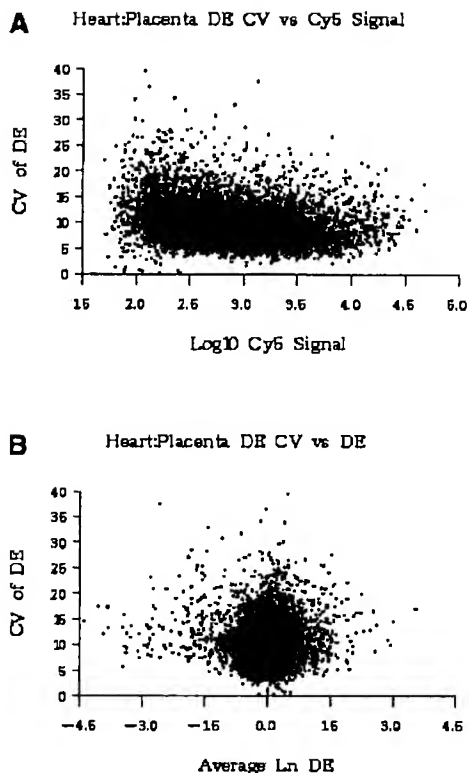 A
Heart:Placenta DE CV vs Cy5 Signal
40
35
30
25
20
15
10
5
0
CV of DE
1.5 2.0 2.5 3.0 3.5 4.0 4.5 5.0
Log10 Cy5 Signal
B
Heart:Placenta DE CV vs DE
40
35
30
25
20
15
10
5
0
CV of DE
−4.5 −3.0 −1.5 0.0 1.5 3.0 4.5
Average Ln DE